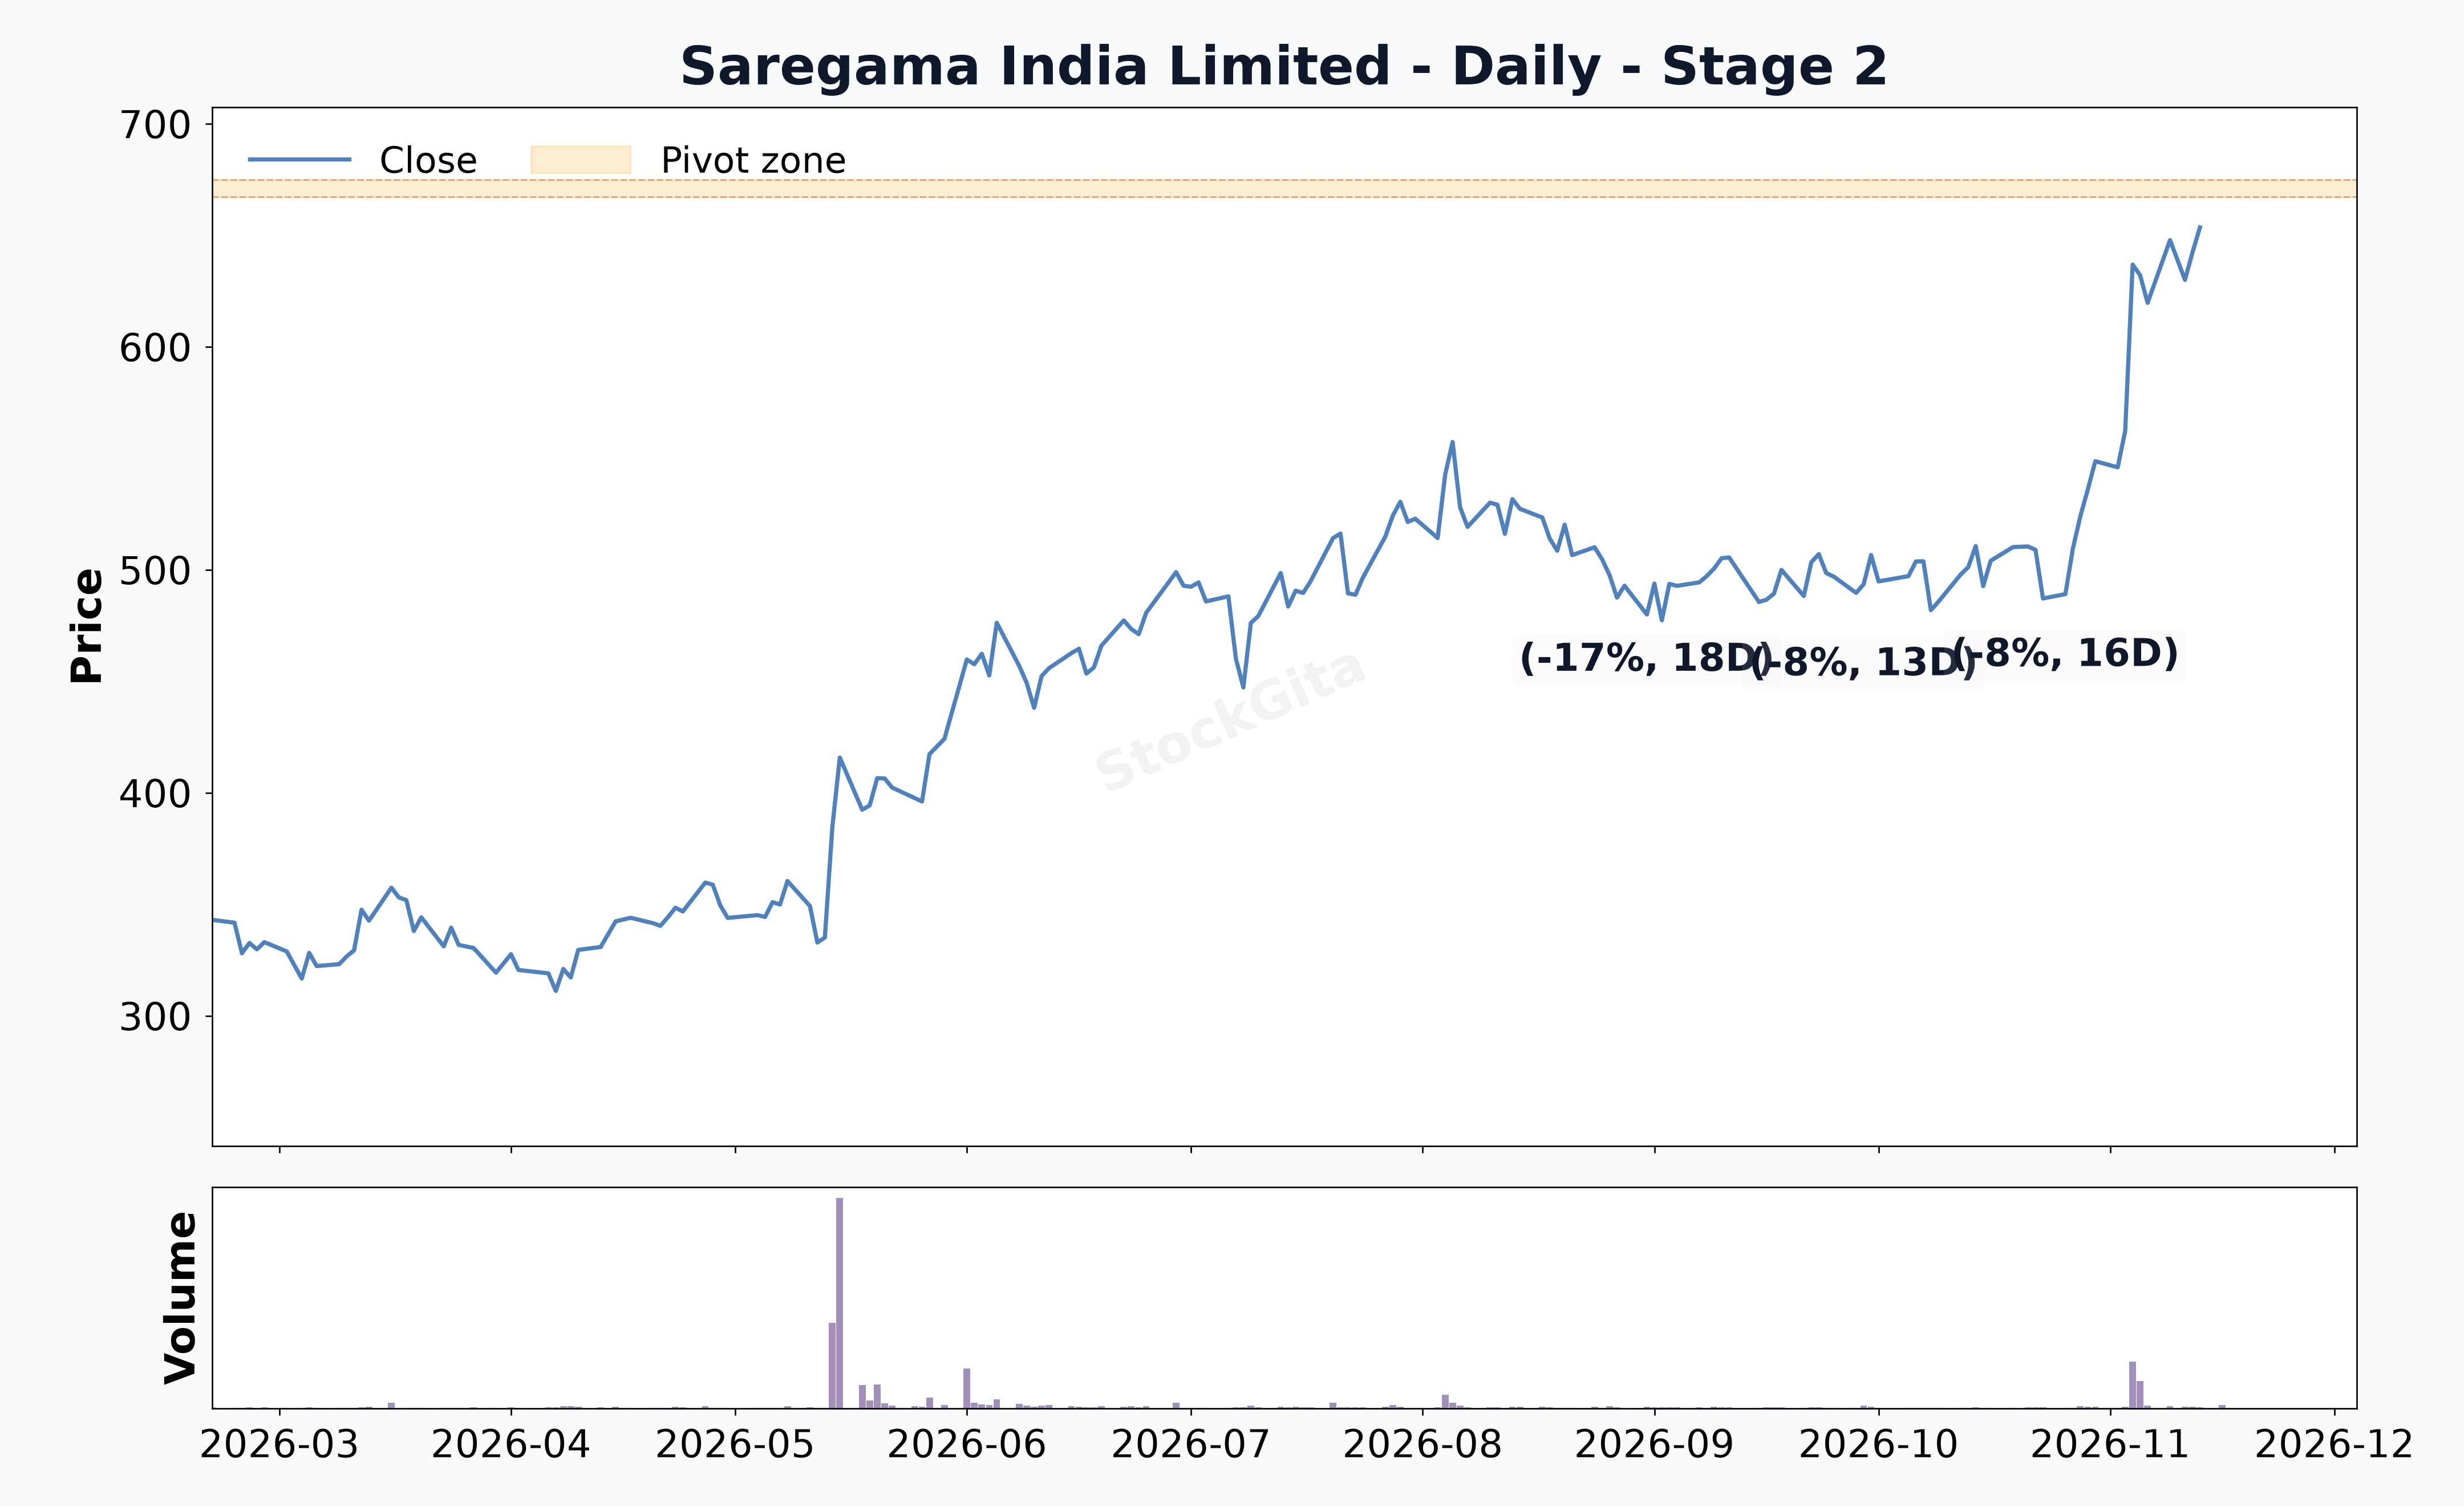 Saregama India Limited - Daily - Stage 2
700
Close
Pivot zone
600
500
400
300
Price
(-17%, 18D)
(-8%, 13D)
(-8%, 16D)
StockGita
Volume
2026-03
2026-04
2026-05
2026-06
2026-07
2026-08
2026-09
2026-10
2026-11
2026-12